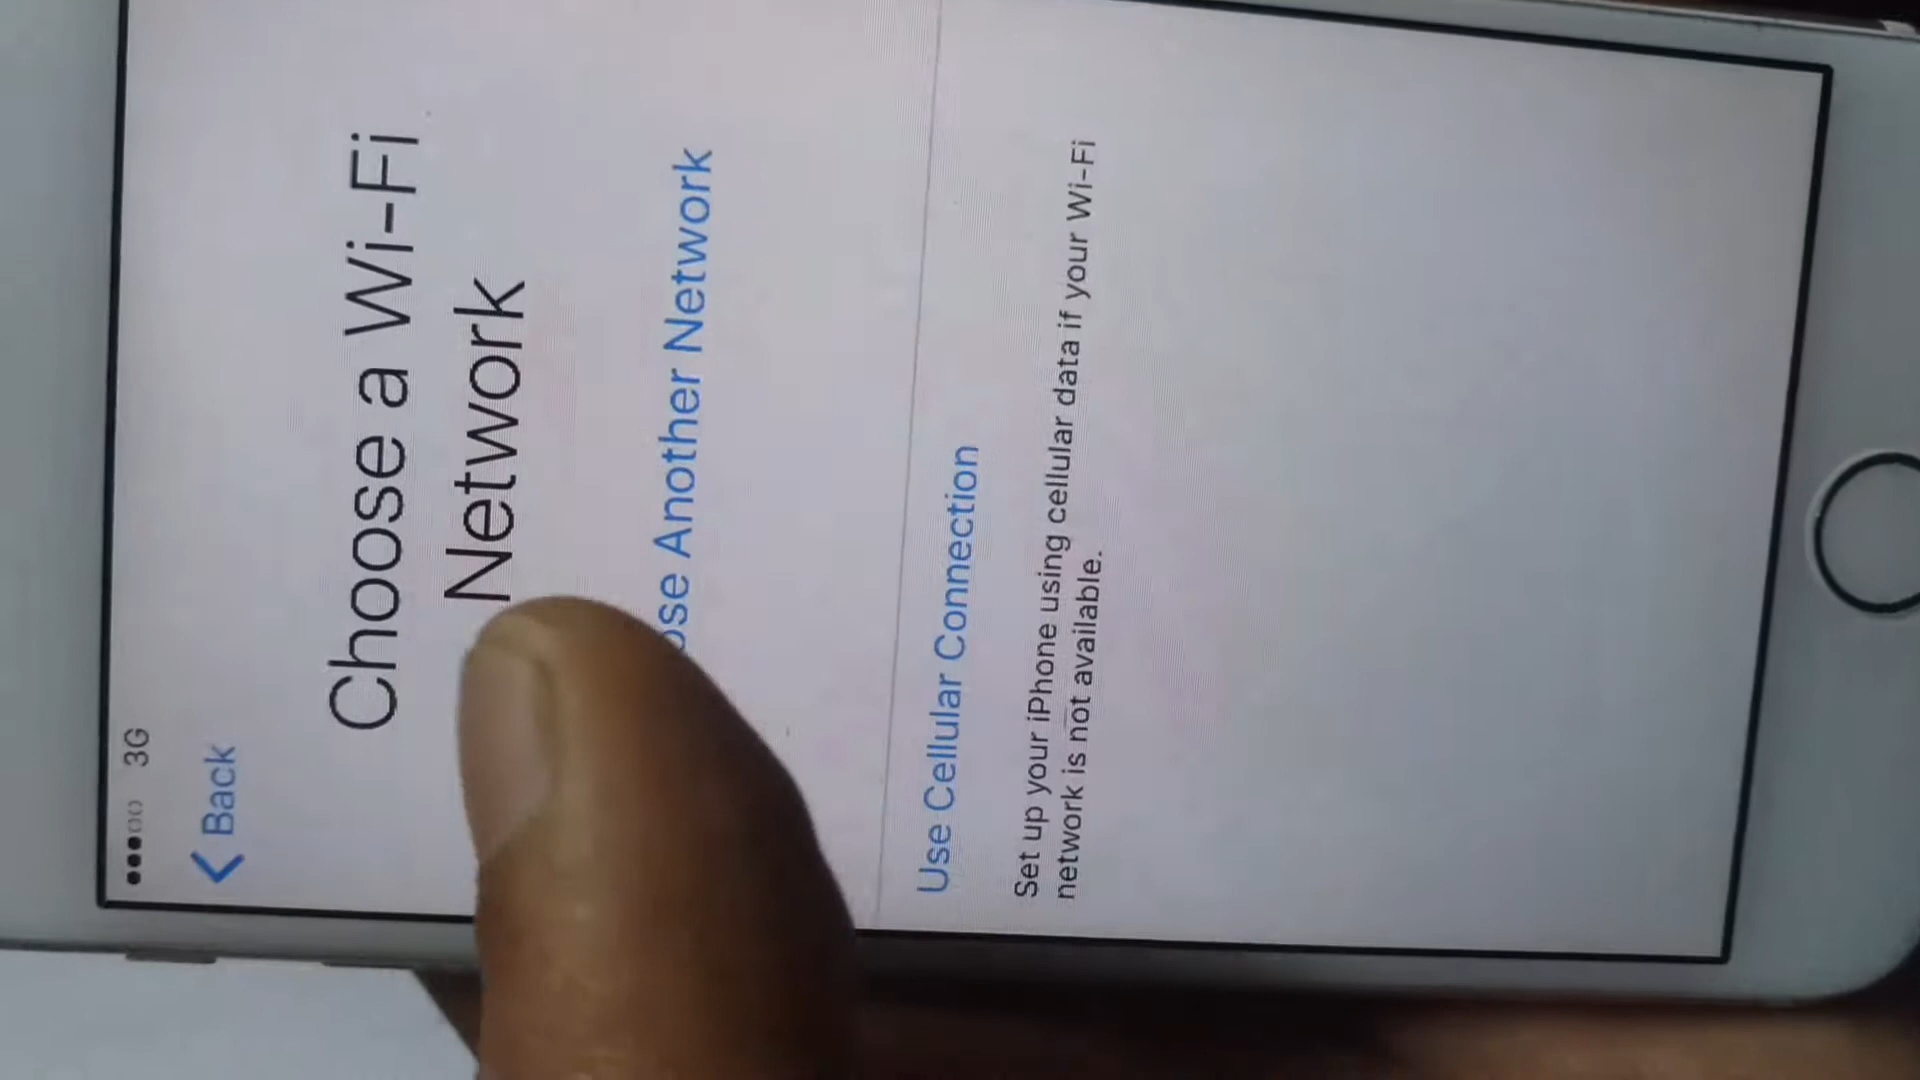 3G
Back
Choose a Wi-Fi
Network
Another Network
Use Cellular Connection
Set up your iPhone using cellular data if your Wi-Fi
network is not available.